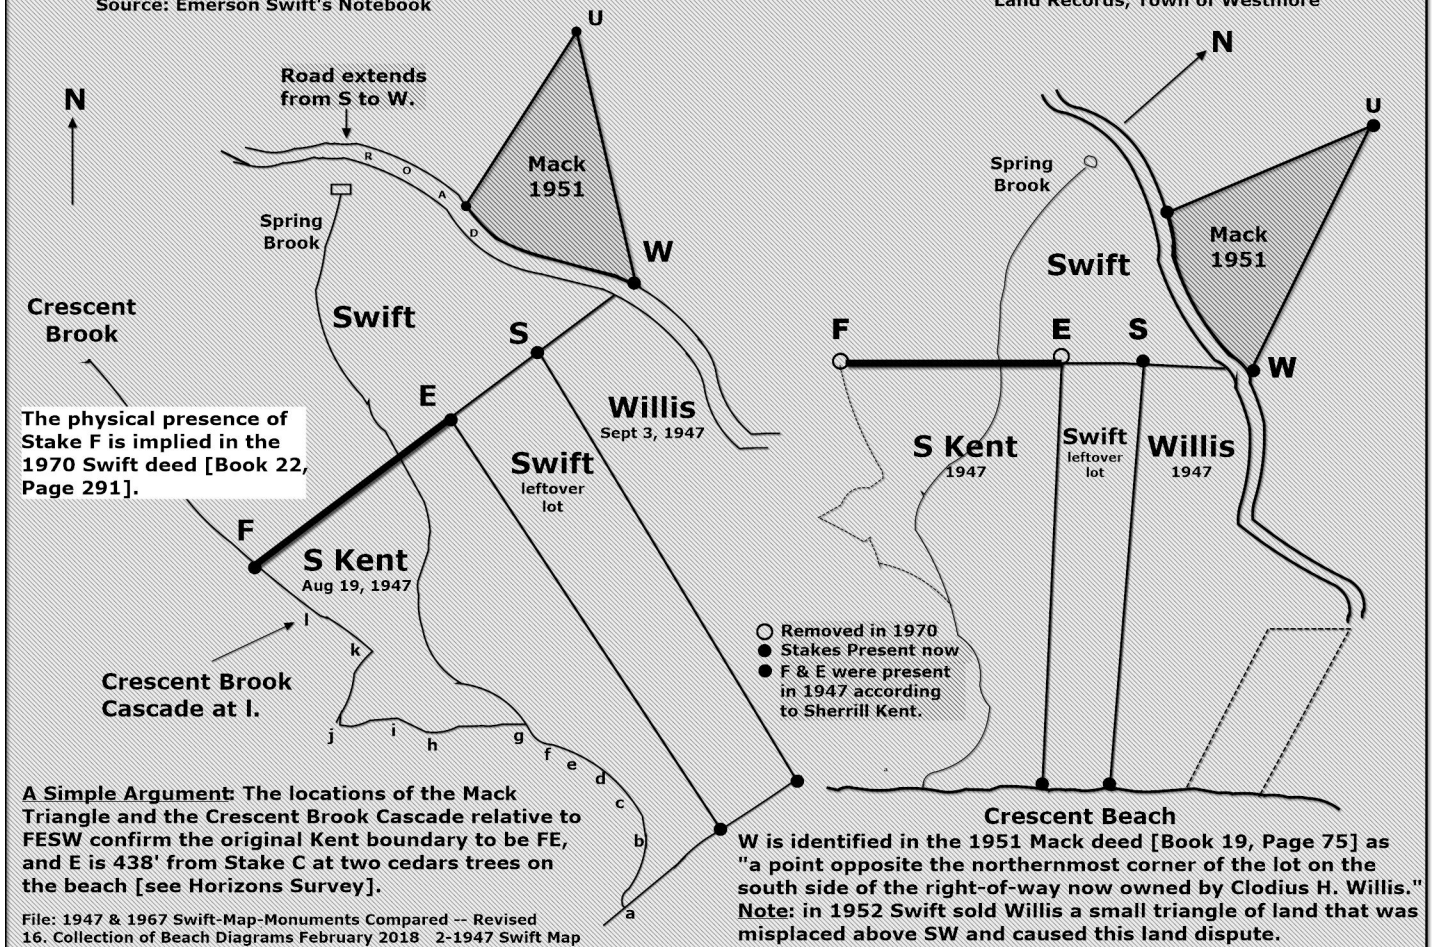 Source: Emerson Swift's Notebook
Land Records, Town of Westmore
U
Road extends
from S to W.
N
ROAD
Mack
1951
Spring
Brook
W
Crescent
Brook
Swift
S
E
Willis
Sept 3, 1947
The physical presence of
Stake F is implied in the
1970 Swift deed [Book 22,
Page 291].
Swift
leftover
lot
F
S Kent
Aug 19, 1947
l
k
Crescent Brook
Cascade at l.
j
i
h
g
f
e
d
c
b
a
A Simple Argument: The locations of the Mack
Triangle and the Crescent Brook Cascade relative to
FESW confirm the original Kent boundary to be FE,
and E is 438' from Stake C at two cedars trees on
the beach [see Horizons Survey].
File: 1947 & 1967 Swift-Map-Monuments Compared -- Revised
16. Collection of Beach Diagrams February 2018   2-1947 Swift Map
N
U
Spring
Brook
Mack
1951
Swift
F
E
S
W
S Kent
1947
Swift
leftover
lot
Willis
1947
Removed in 1970
Stakes Present now
F & E were present
in 1947 according
to Sherrill Kent.
Crescent Beach
W is identified in the 1951 Mack deed [Book 19, Page 75] as
"a point opposite the northernmost corner of the lot on the
south side of the right-of-way now owned by Clodius H. Willis."
Note: in 1952 Swift sold Willis a small triangle of land that was
misplaced above SW and caused this land dispute.